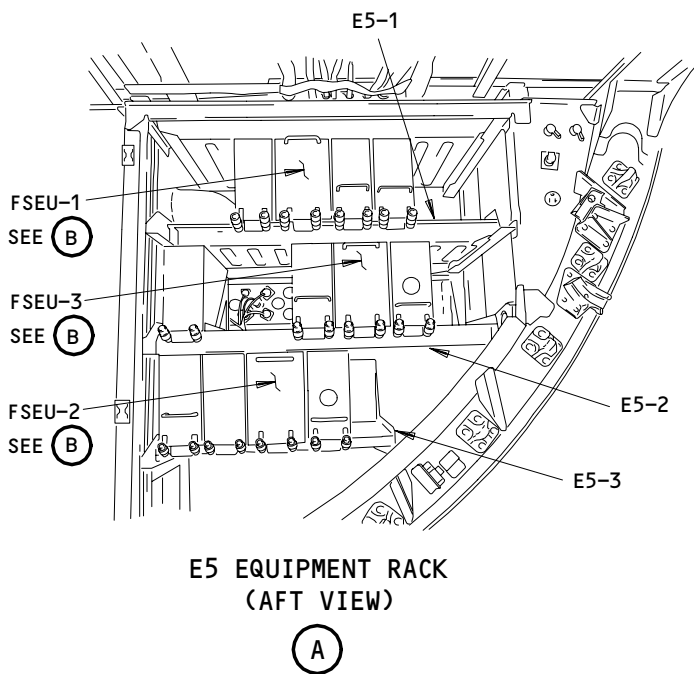 E5-1
FSEU-1
SEE B
FSEU-3
SEE B
FSEU-2
SEE B
E5-2
E5-3
E5 EQUIPMENT RACK
(AFT VIEW)
A